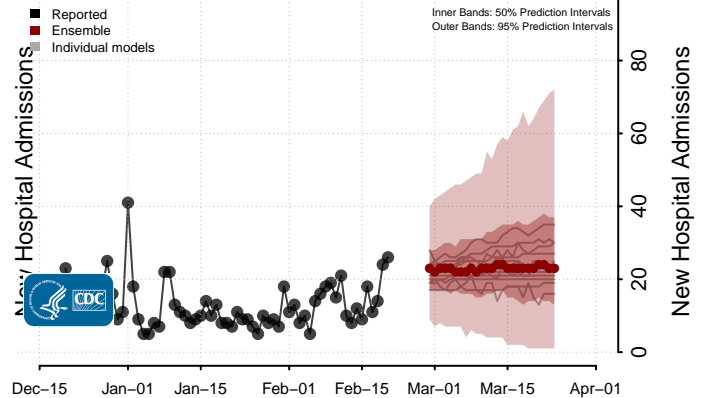 Reported
Ensemble
Individual models
Inner Bands: 50% Prediction Intervals
Outer Bands: 95% Prediction Intervals
New Hospital Admissions
CDC
80
60
40
20
0
New Hospital Admissions
Dec−15 Jan−01 Jan−15 Feb−01 Feb−15 Mar−01 Mar−15 Apr−01